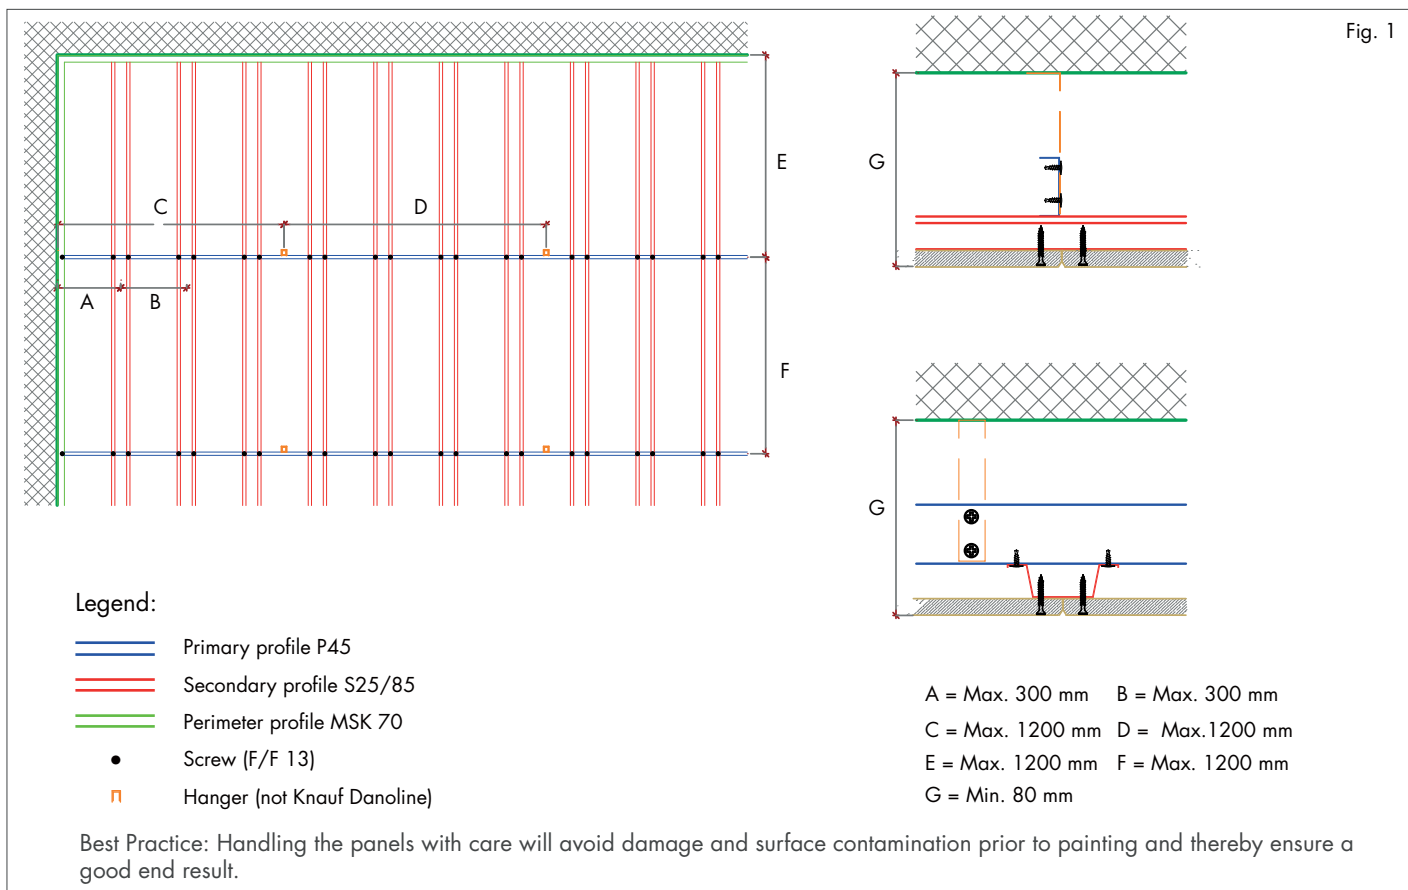 Fig. 1
E
C
D
A
B
F
G
G
Legend:
Primary profile P45
Secondary profile S25/85
Perimeter profile MSK 70
Screw (F/F 13)
Hanger (not Knauf Danoline)
A = Max. 300 mm B = Max. 300 mm
C = Max. 1200 mm D = Max.1200 mm
E = Max. 1200 mm F = Max. 1200 mm
G = Min. 80 mm
Best Practice: Handling the panels with care will avoid damage and surface contamination prior to painting and thereby ensure a
good end result.